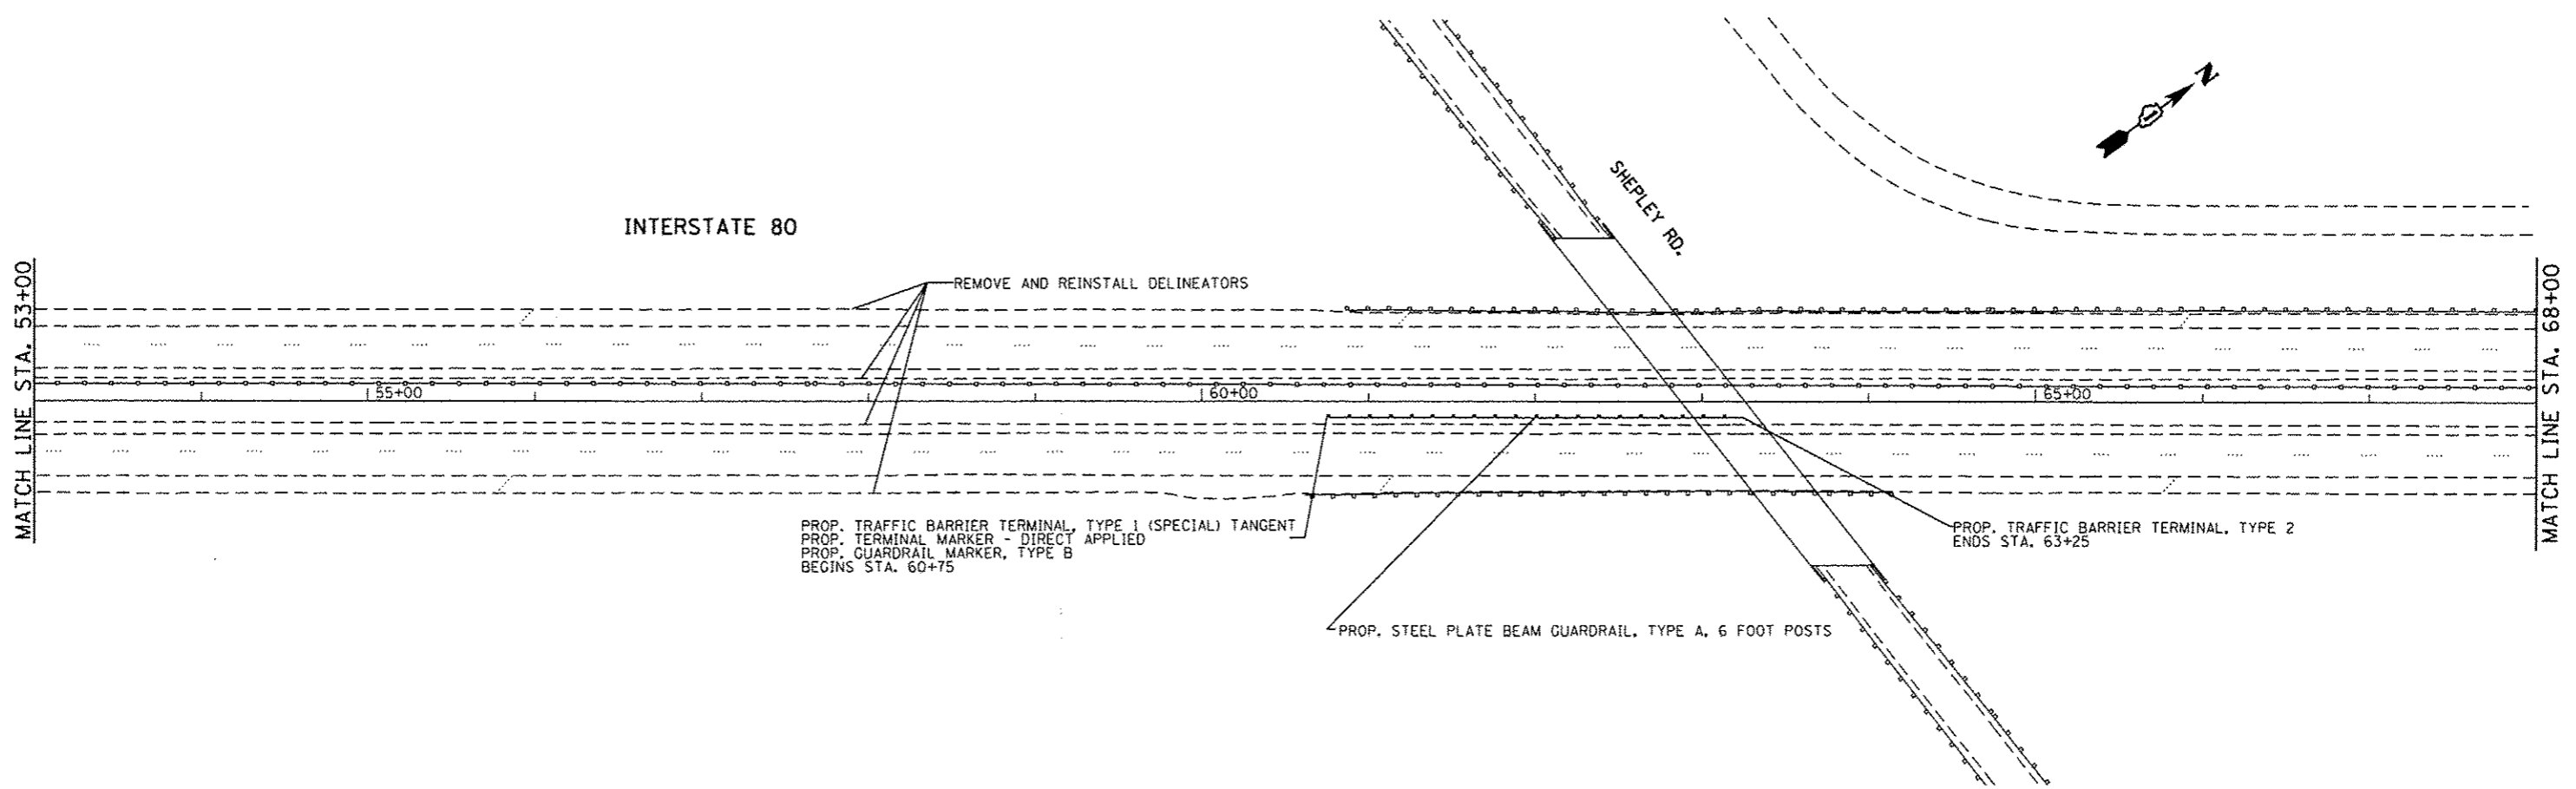 N
SHEPLEY RD.
INTERSTATE 80
MATCH LINE STA. 53+00
MATCH LINE STA. 68+00
REMOVE AND REINSTALL DELINEATORS
55+00
60+00
65+00
PROP. TRAFFIC BARRIER TERMINAL, TYPE 1 (SPECIAL) TANGENT
PROP. TERMINAL MARKER - DIRECT APPLIED
PROP. GUARDRAIL MARKER, TYPE B
BEGINS STA. 60+75
PROP. TRAFFIC BARRIER TERMINAL, TYPE 2
ENDS STA. 63+25
PROP. STEEL PLATE BEAM GUARDRAIL, TYPE A, 6 FOOT POSTS